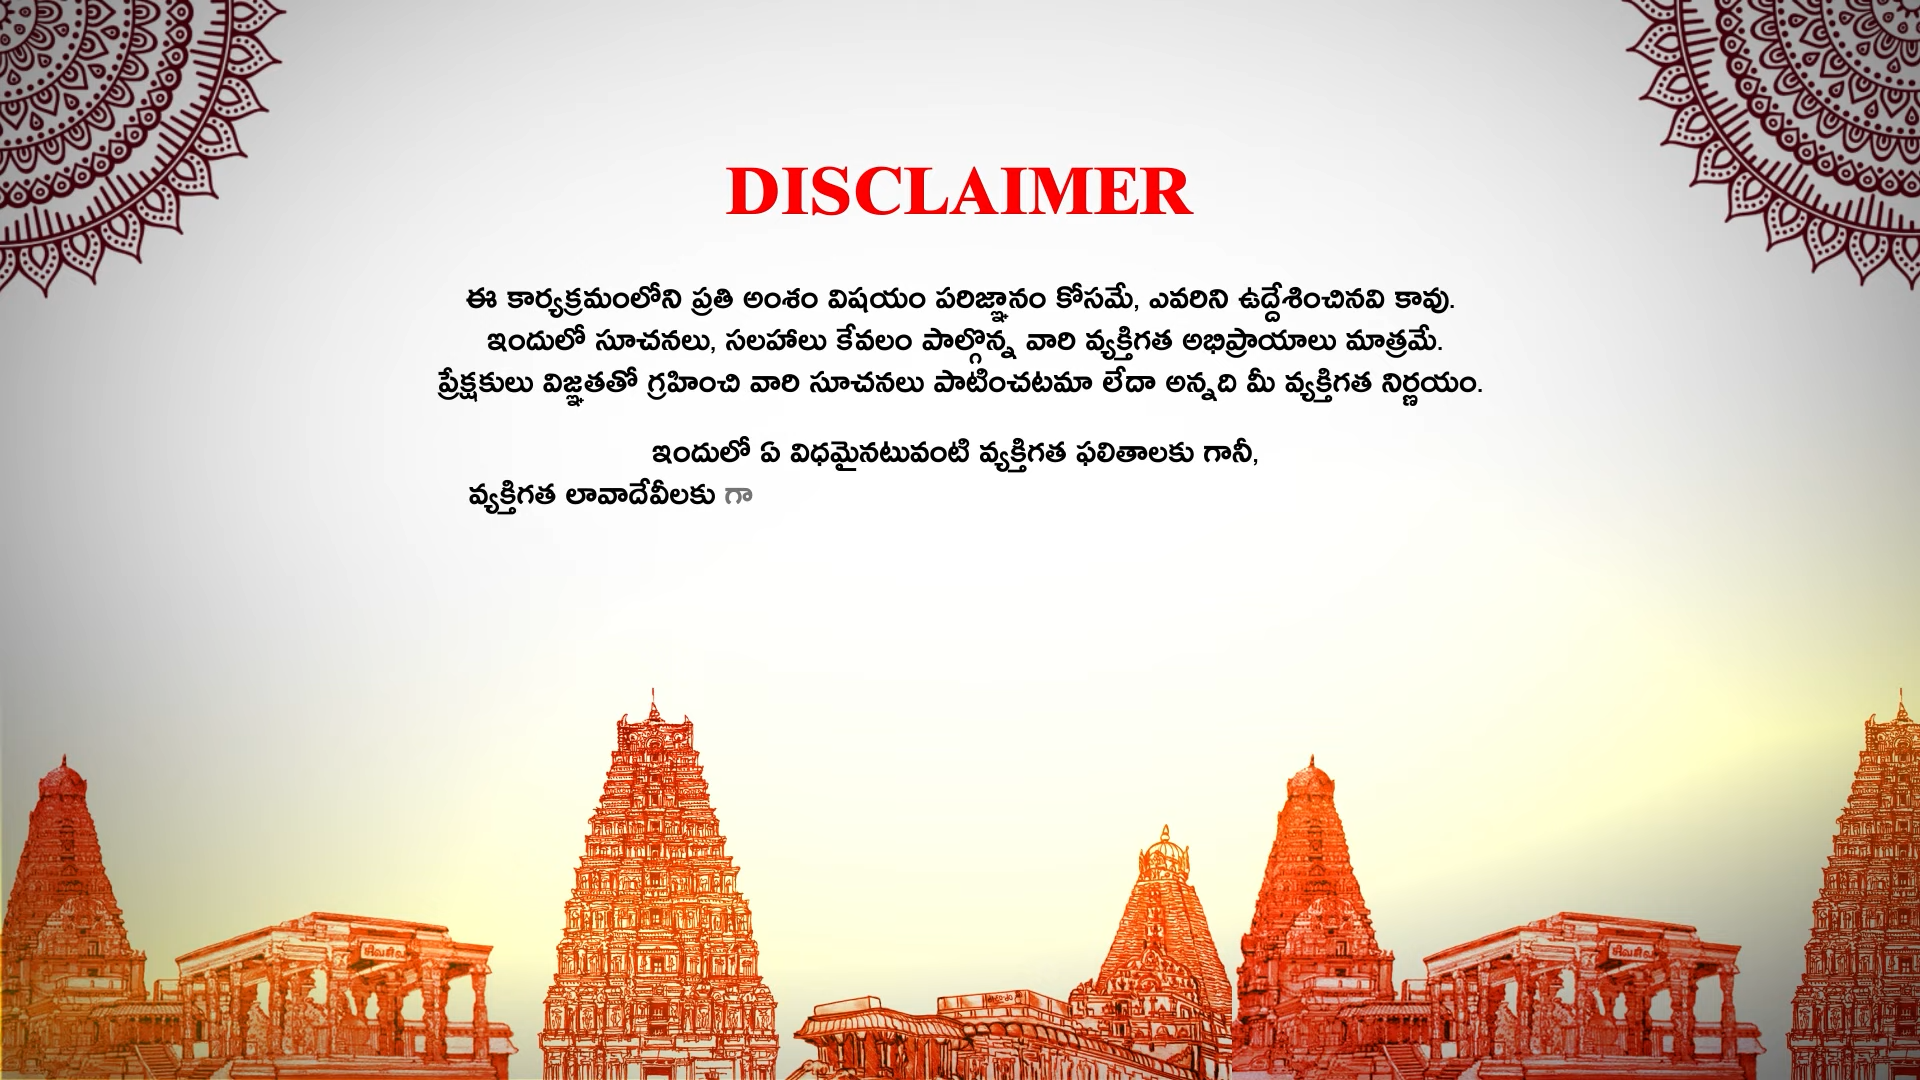 DISCLAIMER
ఈ కార్యక్రమంలోని ప్రతి అంశం విషయం పరిజ్ఞానం కోసమే, ఎవరిని ఉద్దేశించినవి కావు.
ఇందులో సూచనలు, సలహాలు కేవలం పాల్గొన్న వారి వ్యక్తిగత అభిప్రాయాలు మాత్రమే.
ప్రేక్షకులు విజ్ఞతతో గ్రహించి వారి సూచనలు పాటించటమా లేదా అన్నది మీ వ్యక్తిగత నిర్ణయం.
ఇందులో ఏ విధమైనటువంటి వ్యక్తిగత ఫలితాలకు గానీ,
వ్యక్తిగత లావాదేవీలకు గా